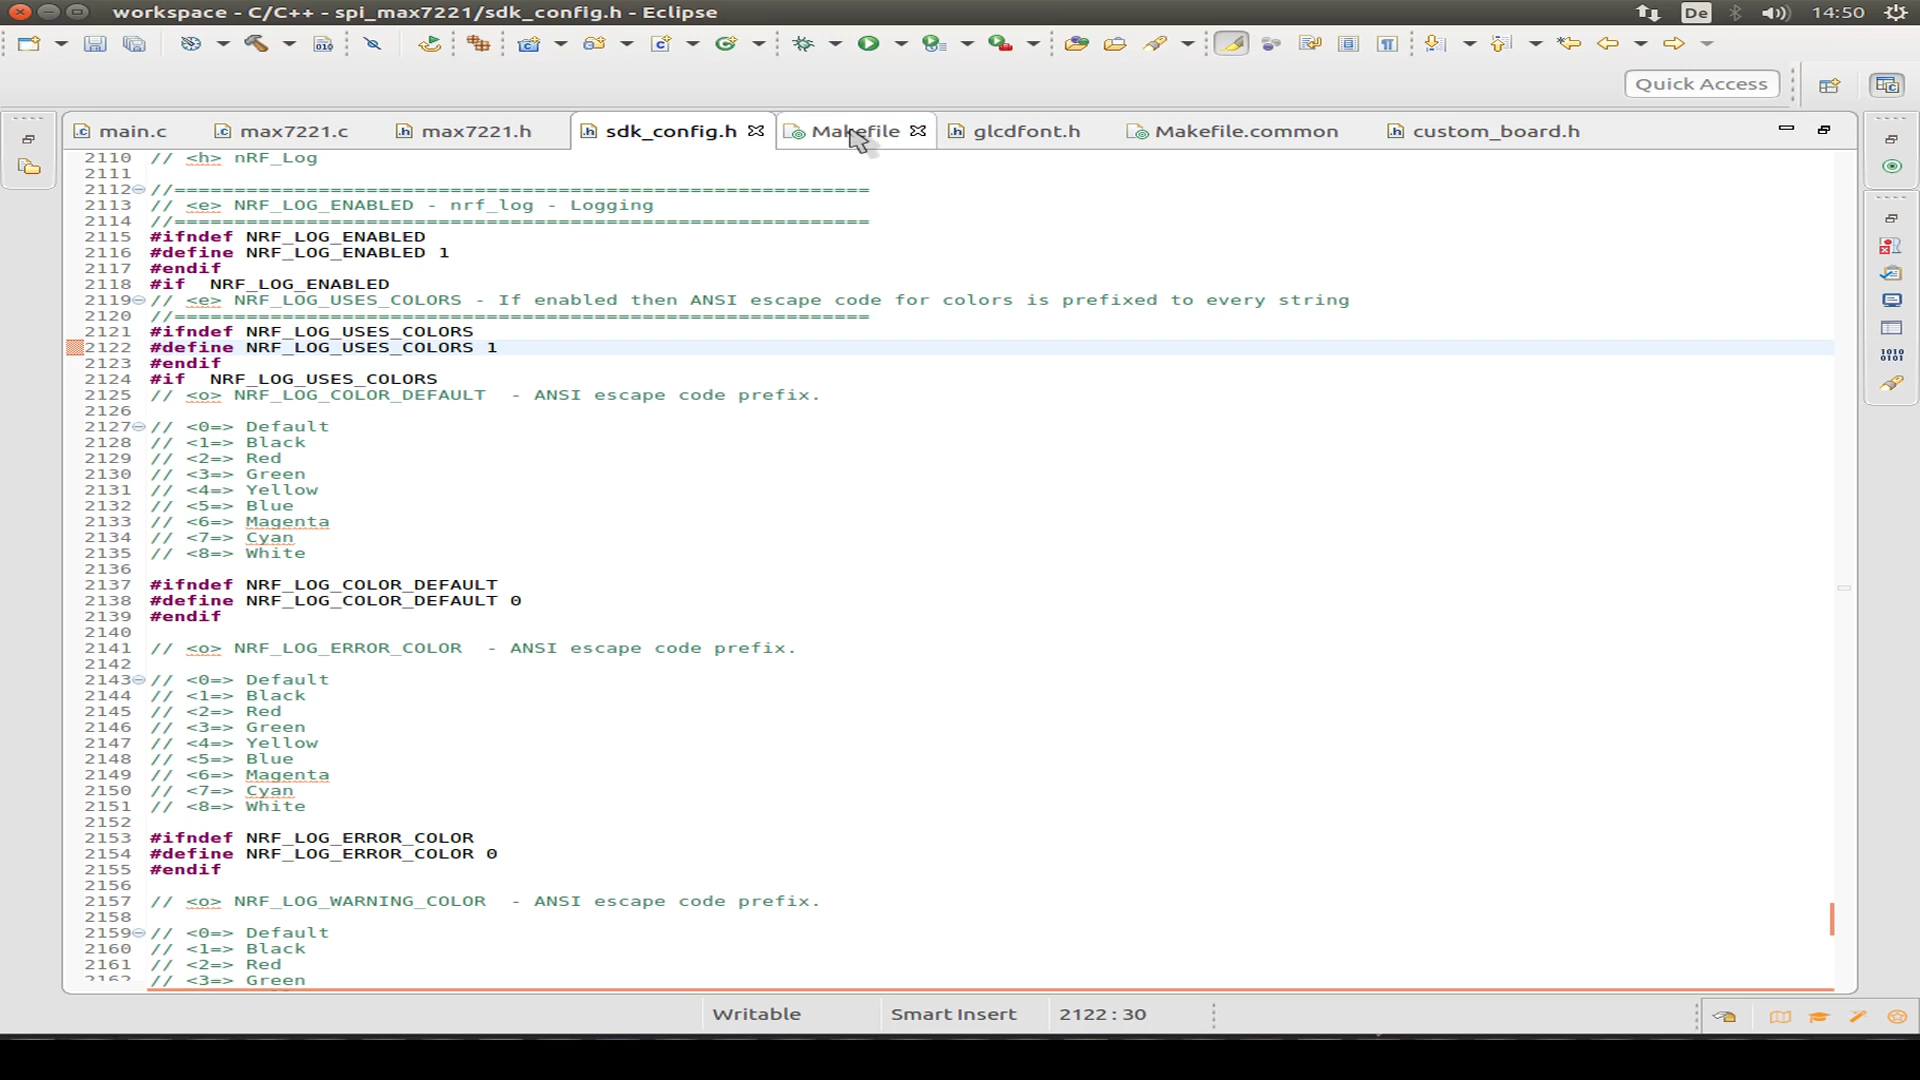 workspace - C/C++ - spi_max7221/sdk_config.h - Eclipse
De
14:50
Quick Access
main.c
max7221.c
max7221.h
sdk_config.h
Makefile
glcdfont.h
Makefile.common
custom_board.h
2110 // <h> nRF_Log
2111
2112 //==========================================================
2113 // <e> NRF_LOG_ENABLED - nrf_log - Logging
2114 //==========================================================
2115 #ifndef NRF_LOG_ENABLED
2116 #define NRF_LOG_ENABLED 1
2117 #endif
2118 #if  NRF_LOG_ENABLED
2119 // <e> NRF_LOG_USES_COLORS - If enabled then ANSI escape code for colors is prefixed to every string
2120 //==========================================================
2121 #ifndef NRF_LOG_USES_COLORS
2122 #define NRF_LOG_USES_COLORS 1
2123 #endif
2124 #if  NRF_LOG_USES_COLORS
2125 // <o> NRF_LOG_COLOR_DEFAULT  - ANSI escape code prefix.
2126
2127 // <0=> Default
2128 // <1=> Black
2129 // <2=> Red
2130 // <3=> Green
2131 // <4=> Yellow
2132 // <5=> Blue
2133 // <6=> Magenta
2134 // <7=> Cyan
2135 // <8=> White
2136
2137 #ifndef NRF_LOG_COLOR_DEFAULT
2138 #define NRF_LOG_COLOR_DEFAULT 0
2139 #endif
2140
2141 // <o> NRF_LOG_ERROR_COLOR  - ANSI escape code prefix.
2142
2143 // <0=> Default
2144 // <1=> Black
2145 // <2=> Red
2146 // <3=> Green
2147 // <4=> Yellow
2148 // <5=> Blue
2149 // <6=> Magenta
2150 // <7=> Cyan
2151 // <8=> White
2152
2153 #ifndef NRF_LOG_ERROR_COLOR
2154 #define NRF_LOG_ERROR_COLOR 0
2155 #endif
2156
2157 // <o> NRF_LOG_WARNING_COLOR  - ANSI escape code prefix.
2158
2159 // <0=> Default
2160 // <1=> Black
2161 // <2=> Red
2162 // <3=> Green
Writable
Smart Insert
2122 : 30